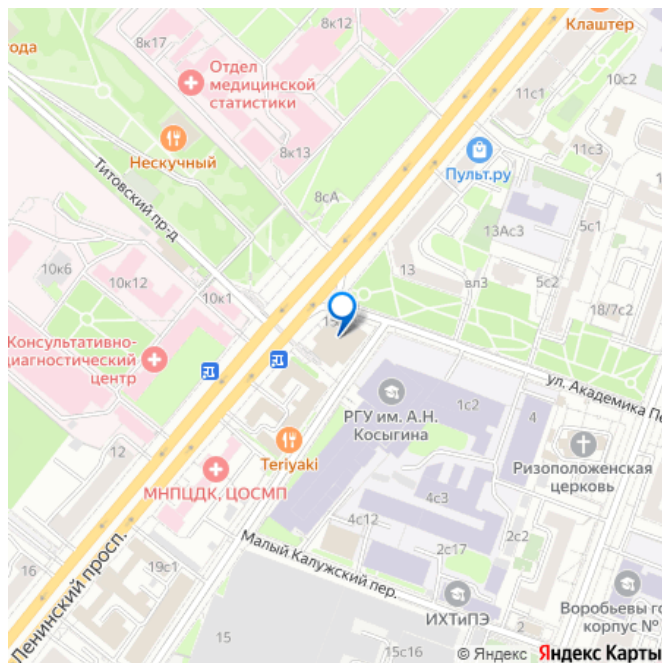 Клаштер
8к12
8к17
Отдел
медицинской
статистики
10с2
11с1
Нескучный
8к13
11с3
Пульт.ру
Титовский пр-д
8сА
13Ас3
5с1
10к6
10к12
13
вл3
5с2
10к1
18/7с2
Консультативно-
диагностический
центр
ул. Академика Пе
РГУ им. А.Н.
Косыгина
1с2
4
Teriyaki
Ризоположенская
церковь
12
МНПЦДК, ЦОСМП
4с3
4с12
2с2
2с17
Малый Калужский пер.
Ленинский просп.
16
19с1
ИХТиПЭ
Воробьевы го
корпус №
15
15с16
© Яндекс Яндекс Карты